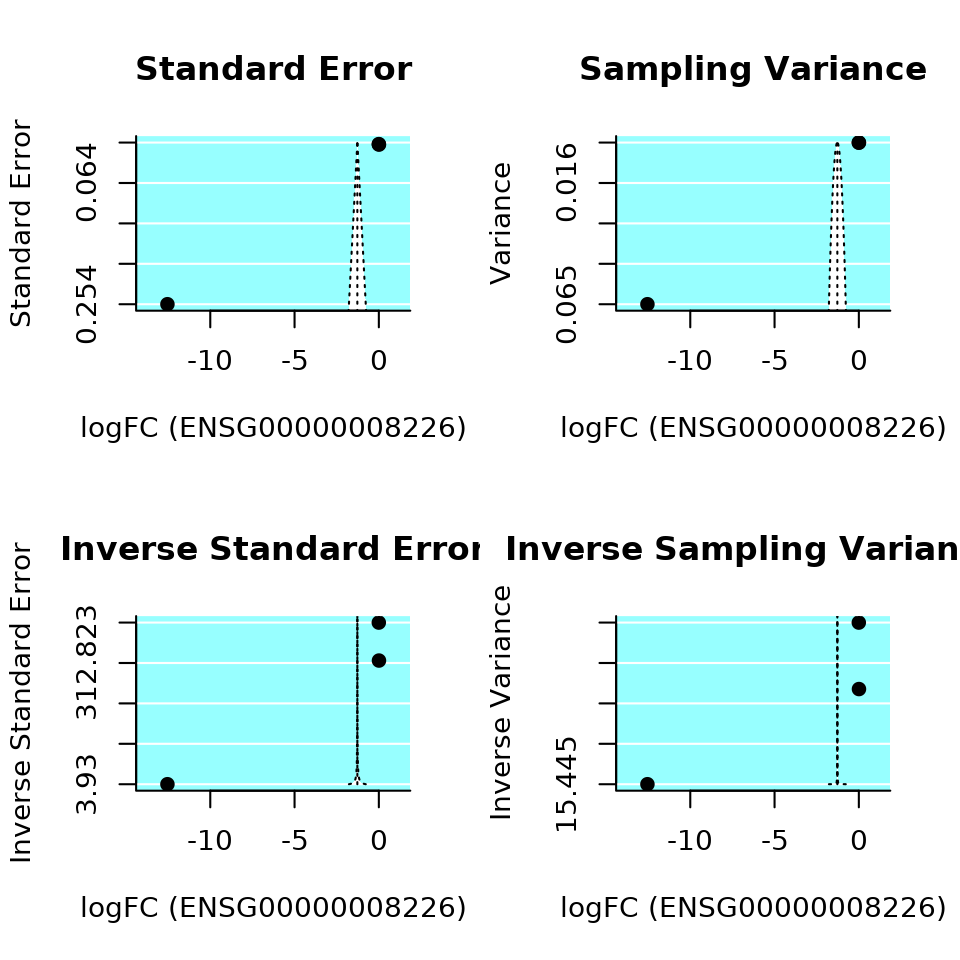 Standard Error
Standard Error
0.064
0.254
-10 -5 0
logFC (ENSG00000008226)
Sampling Variance
Variance
0.016
0.065
-10 -5 0
logFC (ENSG00000008226)
Inverse Standard Error
Inverse Standard Error
312.823
3.93
-10 -5 0
logFC (ENSG00000008226)
Inverse Sampling Varian
Inverse Variance
15.445
-10 -5 0
logFC (ENSG00000008226)